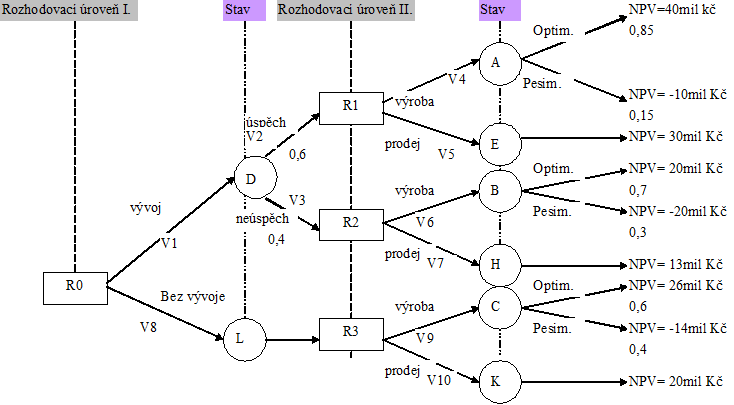 Rozhodovací úroveň I.
Stav
Rozhodovací úroveň II.
Stav
NPV=40mil kč
Optim.
0,85
A
V4
Pesim.
NPV= -10mil Kč
R1
výroba
0,15
úspěch
V2
NPV= 30mil Kč
E
prodej
V5
0,6
NPV= 20mil Kč
Optim.
D
V3
výroba
B
0,7
vývoj
neúspěch
Pesim.
NPV= -20mil Kč
R2
V6
0,4
0,3
V1
prodej
V7
H
NPV= 13mil Kč
R0
Optim.
NPV= 26mil Kč
Bez vývoje
výroba
C
0,6
V8
R3
Pesim.
NPV= -14mil Kč
L
V9
0,4
prodej
V10
K
NPV= 20mil Kč